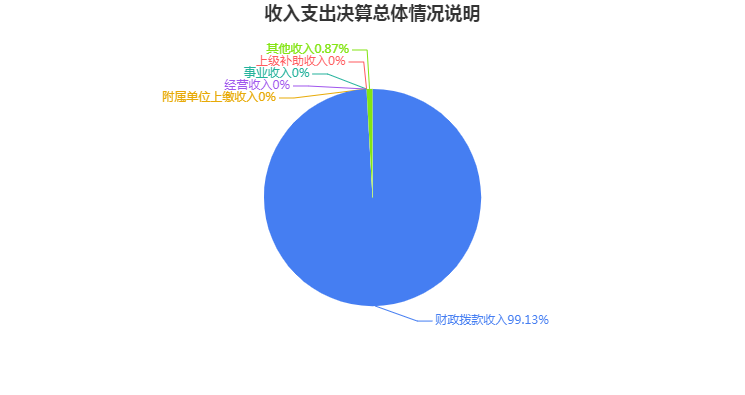 收入支出决算总体情况说明
其他收入0.87%
上级补助收入0%
事业收入0%
经营收入0%
附属单位上缴收入0%
财政拨款收入99.13%